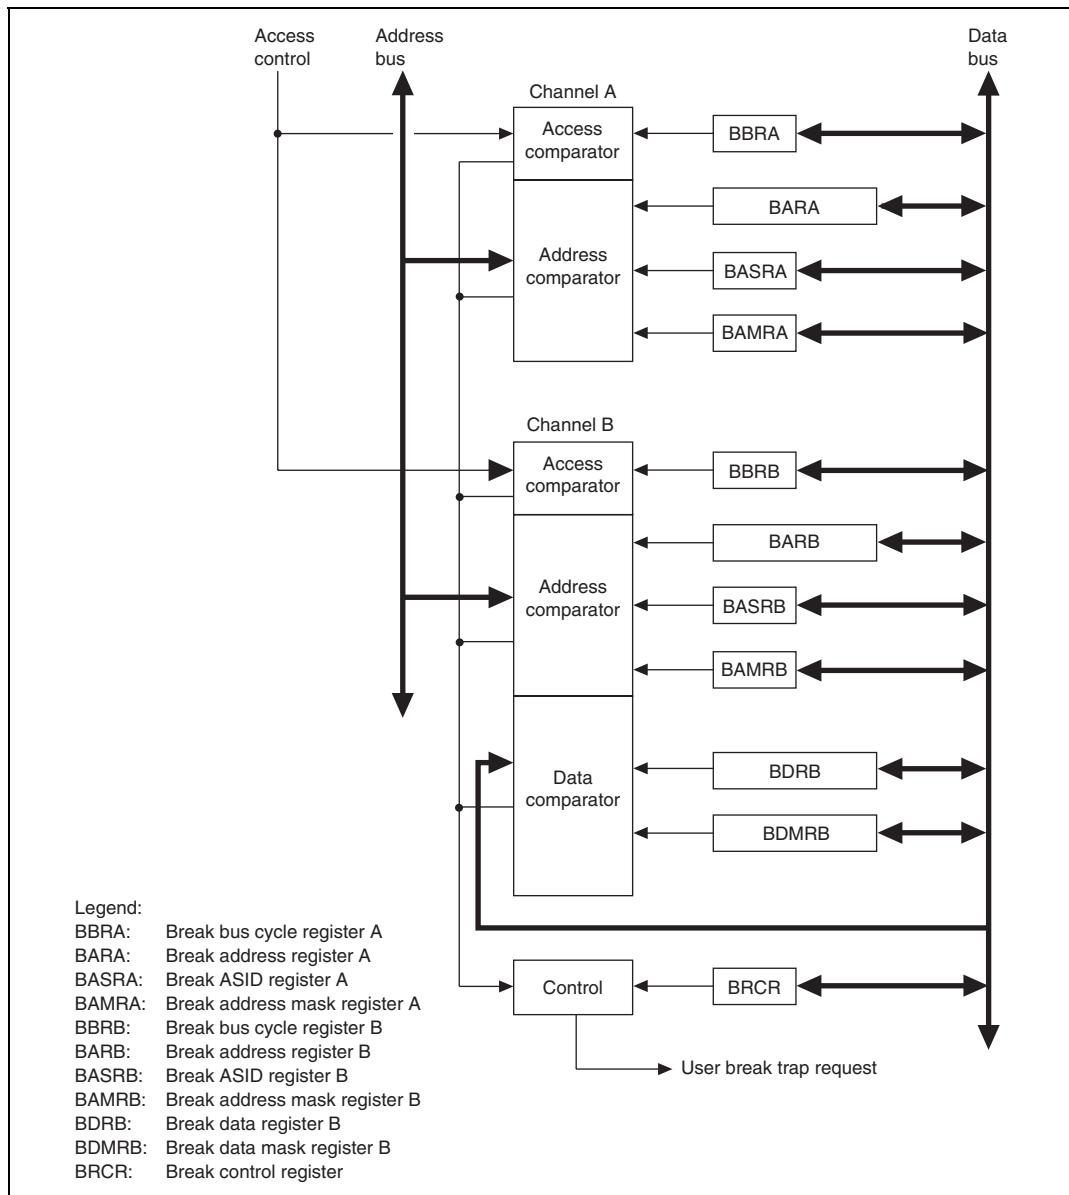 Access
control
Address
bus
Data
bus
Channel A
Access
comparator
BBRA
BARA
Address
comparator
BASRA
BAMRA
Channel B
Access
comparator
BBRB
BARB
Address
comparator
BASRB
BAMRB
Data
comparator
BDRB
BDMRB
Control
BRCR
User break trap request
Legend:
BBRA: Break bus cycle register A
BARA: Break address register A
BASRA: Break ASID register A
BAMRA: Break address mask register A
BBRB: Break bus cycle register B
BARB: Break address register B
BASRB: Break ASID register B
BAMRB: Break address mask register B
BDRB: Break data register B
BDMRB: Break data mask register B
BRCR: Break control register